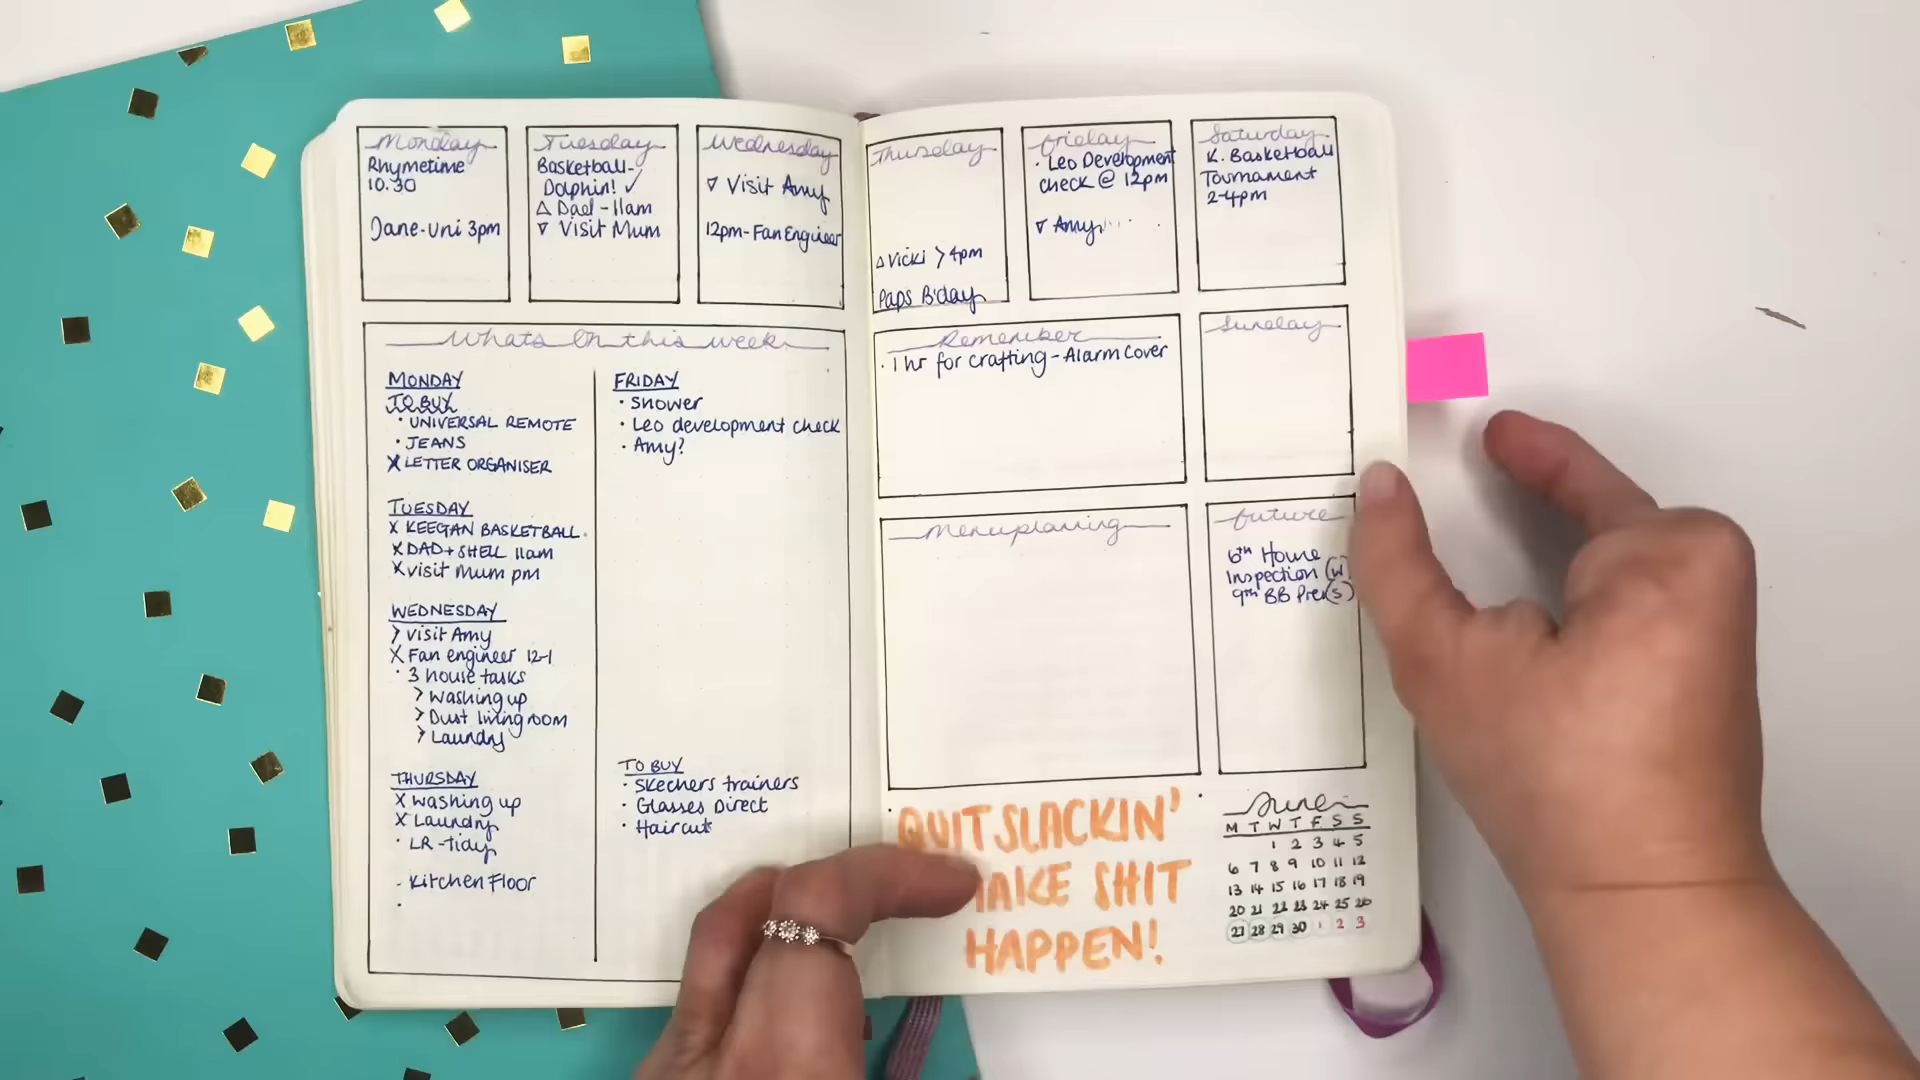 Monday
Rhymetime
10.30
Jane-Uni 3pm
Tuesday
Basketball-
Dolphin! ✓
△ Dad - 11am
▽ Visit Mum
Wednesday
▽ Visit Amy
12pm-Fan Engineer
Thursday
△ Vicki > 4pm
Paps B'day
Friday
· Leo Development
check @ 12pm
▽ Amy
Saturday
K. Basketball
Tournament
2-4pm
Whats On this week
MONDAY
TO BUY
· UNIVERSAL REMOTE
· JEANS
X LETTER ORGANISER
TUESDAY
X KEEGAN BASKETBALL.
X DAD + SHELL 11am
X visit Mum pm
WEDNESDAY
> visit Amy
X Fan engineer 12-1
· 3 house tasks
> Washing up
> Dust living room
> Laundry
THURSDAY
X washing up
X Laundry
· LR - tidy
- Kitchen Floor
·
FRIDAY
· Shower
· Leo development check
· Amy?
TO BUY
· Skechers trainers
· Glasses Direct
· Haircut
Remember
· 1 hr for crafting - Alarm Cover
Sunday
Menu planning
Future
6th House
Inspection (W)
9th BB Prei(S)
QUIT SLACKIN'
MAKE SHIT
HAPPEN!
June
M T W T F S S
1 2 3 4 5
6 7 8 9 10 11 12
13 14 15 16 17 18 19
20 21 22 23 24 25 26
27 28 29 30 1 2 3